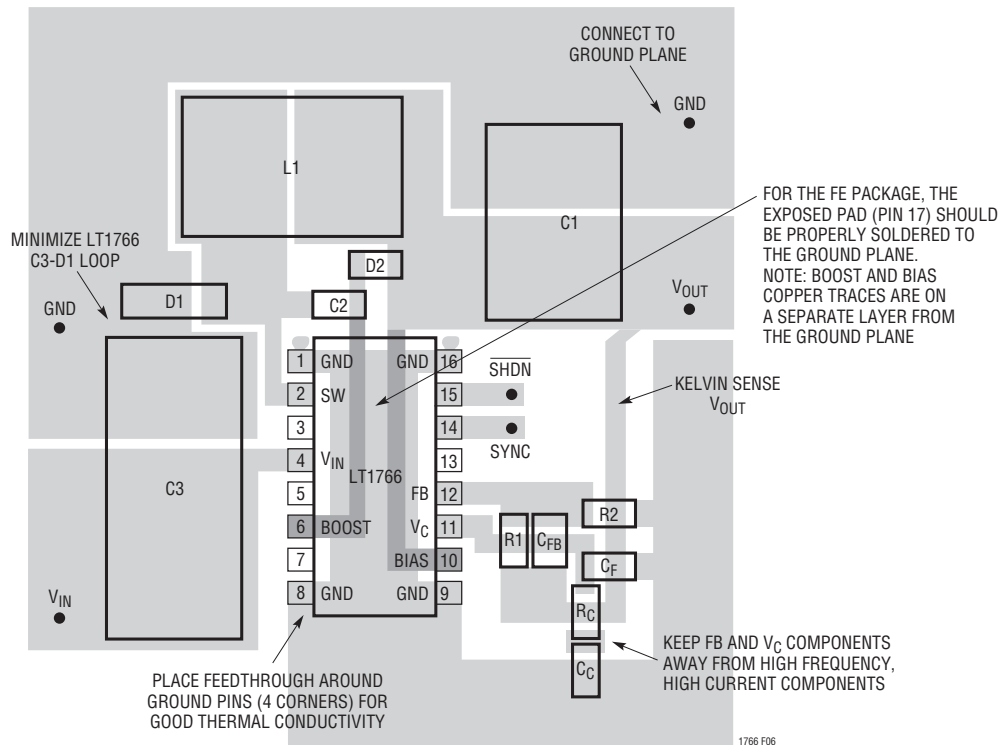 CONNECT TO
GROUND PLANE
GND
L1
C1
FOR THE FE PACKAGE, THE
EXPOSED PAD (PIN 17) SHOULD
BE PROPERLY SOLDERED TO
THE GROUND PLANE.
NOTE: BOOST AND BIAS
COPPER TRACES ARE ON
A SEPARATE LAYER FROM
THE GROUND PLANE
MINIMIZE LT1766
C3-D1 LOOP
D2
D1
C2
GND
VOUT
1 GND
GND 16
2 SW
15 SHDN
3
14
SYNC
4 VIN
13
KELVIN SENSE
VOUT
C3
LT1766
5
FB 12
R2
6 BOOST
VC 11
R1
CFB
7
BIAS 10
CF
8 GND
GND 9
VIN
RC
CC
KEEP FB AND VC COMPONENTS
AWAY FROM HIGH FREQUENCY,
HIGH CURRENT COMPONENTS
PLACE FEEDTHROUGH AROUND
GROUND PINS (4 CORNERS) FOR
GOOD THERMAL CONDUCTIVITY
1766 F06